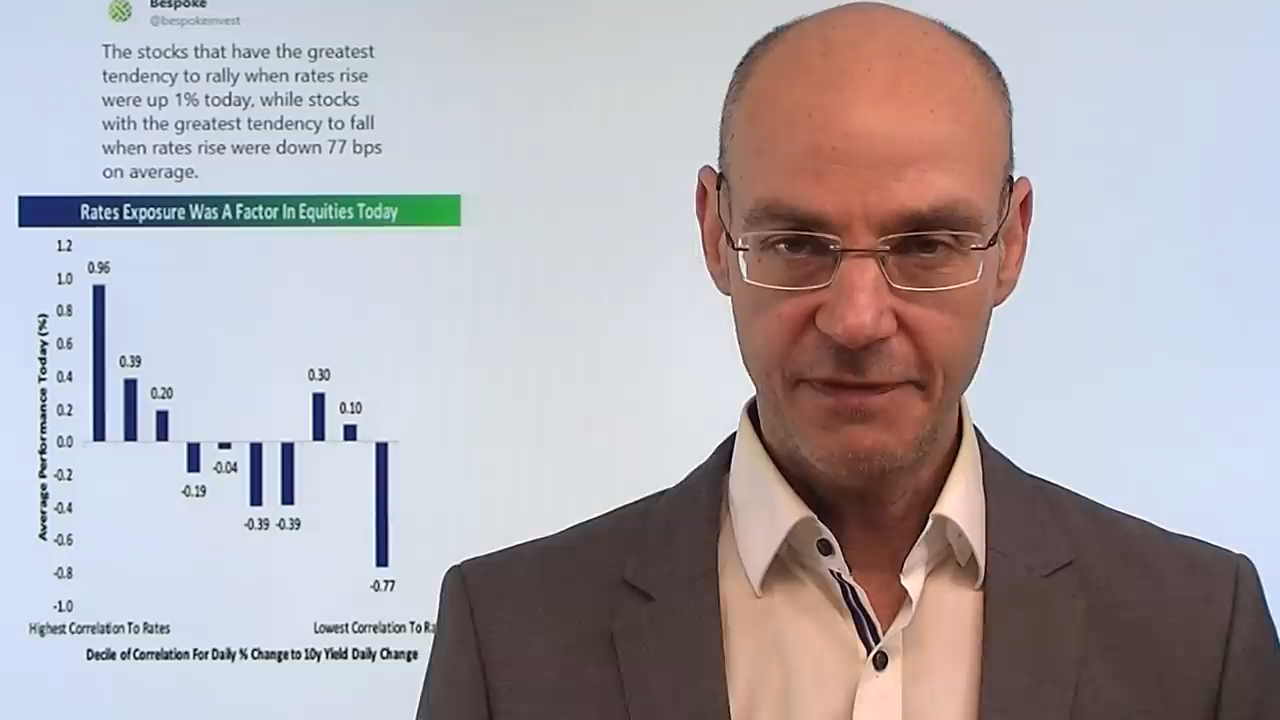 Bespoke
@bespokeinvest
The stocks that have the greatest
tendency to rally when rates rise
were up 1% today, while stocks
with the greatest tendency to fall
when rates rise were down 77 bps
on average.
Rates Exposure Was A Factor In Equities Today
1.2
1.0
0.8
0.6
0.4
0.2
0.0
-0.2
-0.4
-0.6
-0.8
-1.0
Average Performance Today (%)
0.96
0.39
0.20
-0.19
-0.04
-0.39
-0.39
0.30
0.10
-0.77
Highest Correlation To Rates
Lowest Correlation To Ra
Decile of Correlation For Daily % Change to 10y Yield Daily Change